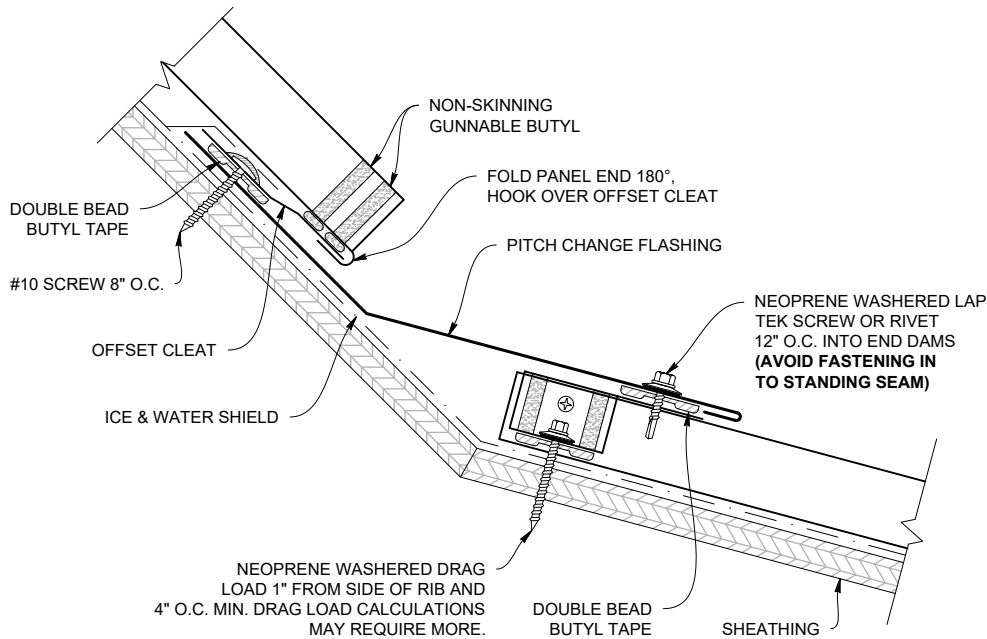 NON-SKINNING
GUNNABLE BUTYL
FOLD PANEL END 180°,
HOOK OVER OFFSET CLEAT
DOUBLE BEAD
BUTYL TAPE
PITCH CHANGE FLASHING
#10 SCREW 8" O.C.
NEOPRENE WASHERED LAP
TEK SCREW OR RIVET
12" O.C. INTO END DAMS
(AVOID FASTENING IN
TO STANDING SEAM)
OFFSET CLEAT
ICE & WATER SHIELD
NEOPRENE WASHERED DRAG
LOAD 1" FROM SIDE OF RIB AND
4" O.C. MIN. DRAG LOAD CALCULATIONS
MAY REQUIRE MORE.
DOUBLE BEAD
BUTYL TAPE
SHEATHING